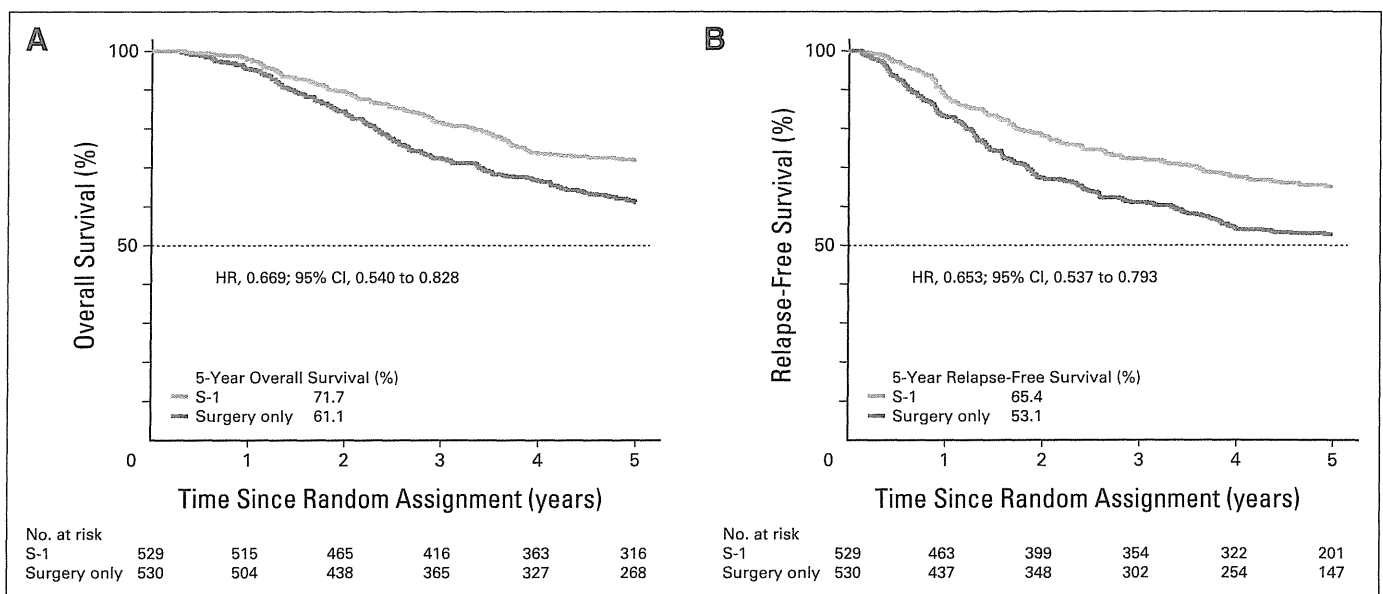 A
100
50
Overall Survival (%)
HR, 0.669; 95% CI, 0.540 to 0.828
5-Year Overall Survival (%)
S-1 71.7
Surgery only 61.1
0 1 2 3 4 5
Time Since Random Assignment (years)
No. at risk
S-1 529 515 465 416 363 316
Surgery only 530 504 438 365 327 268
B
100
50
Relapse-Free Survival (%)
HR, 0.653; 95% CI, 0.537 to 0.793
5-Year Relapse-Free Survival (%)
S-1 65.4
Surgery only 53.1
0 1 2 3 4 5
Time Since Random Assignment (years)
No. at risk
S-1 529 463 399 354 322 201
Surgery only 530 437 348 302 254 147